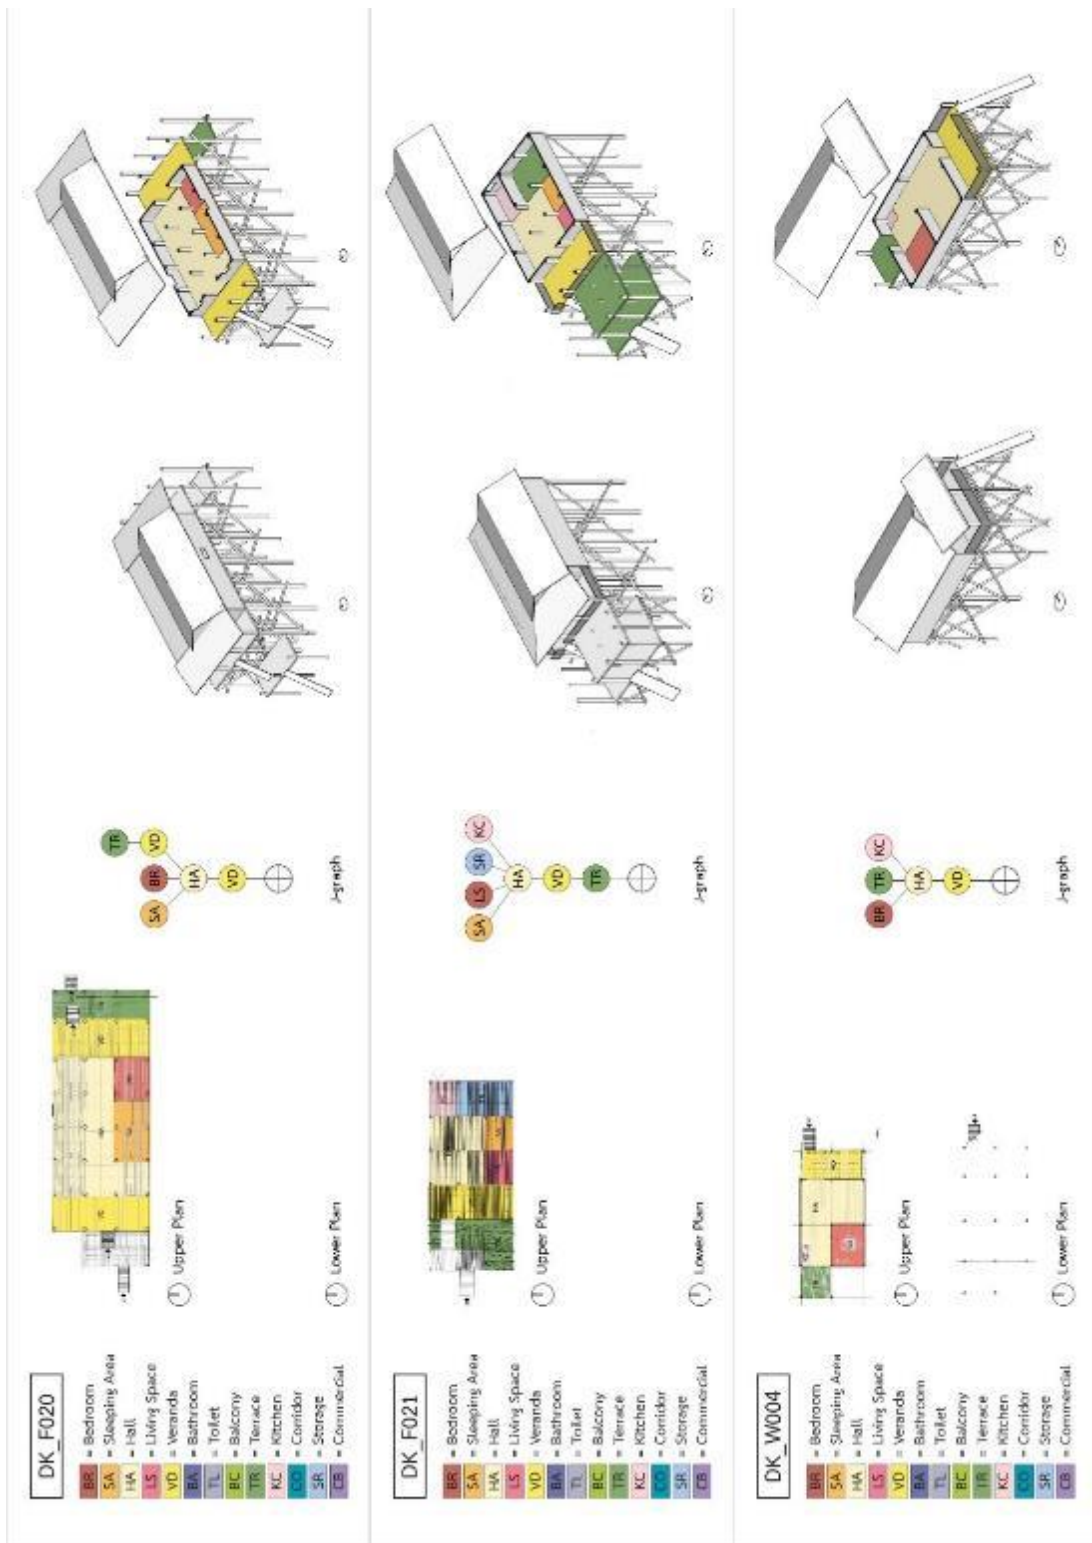 DK_F020
BR = Bedroom
SA = Sleeping Area
HA = Hall
LS = Living Space
VD = Veranda
BA = Bathroom
TL = Toilet
BC = Balcony
TR = Terrace
KC = Kitchen
CO = Corridor
SR = Storage
CB = Commercial
Upper Plan
Lower Plan
SA
BR
VD
TR
HA
VD
J-graph
DK_F021
BR = Bedroom
SA = Sleeping Area
HA = Hall
LS = Living Space
VD = Veranda
BA = Bathroom
TL = Toilet
BC = Balcony
TR = Terrace
KC = Kitchen
CO = Corridor
SR = Storage
CB = Commercial
Upper Plan
Lower Plan
SA
LS
SR
KC
HA
VD
TR
J-graph
DK_W004
BR = Bedroom
SA = Sleeping Area
HA = Hall
LS = Living Space
VD = Veranda
BA = Bathroom
TL = Toilet
BC = Balcony
TR = Terrace
KC = Kitchen
CO = Corridor
SR = Storage
CB = Commercial
Upper Plan
Lower Plan
BR
TR
KC
HA
VD
J-graph